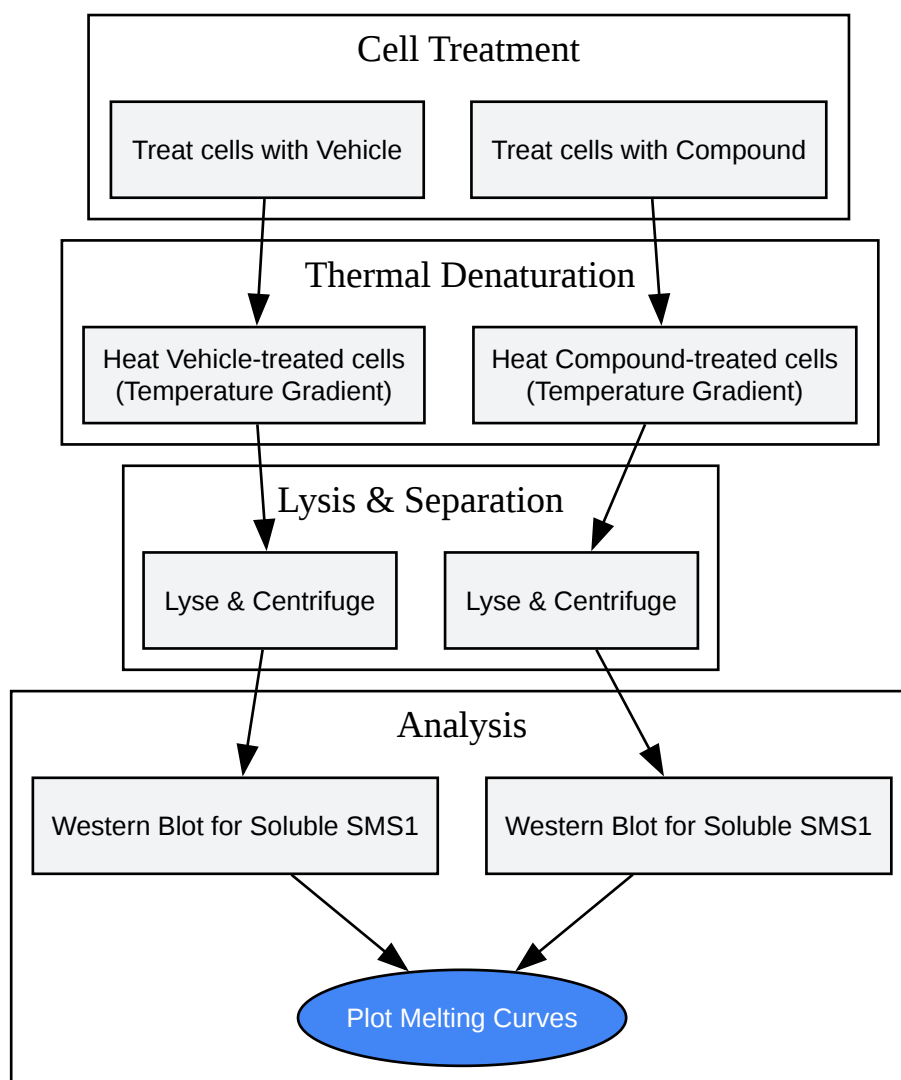 Cell Treatment
Treat cells with Vehicle
Treat cells with Compound
Thermal Denaturation
Heat Vehicle-treated cells
(Temperature Gradient)
Heat Compound-treated cells
(Temperature Gradient)
Lysis & Separation
Lyse & Centrifuge
Lyse & Centrifuge
Analysis
Western Blot for Soluble SMS1
Western Blot for Soluble SMS1
Plot Melting Curves